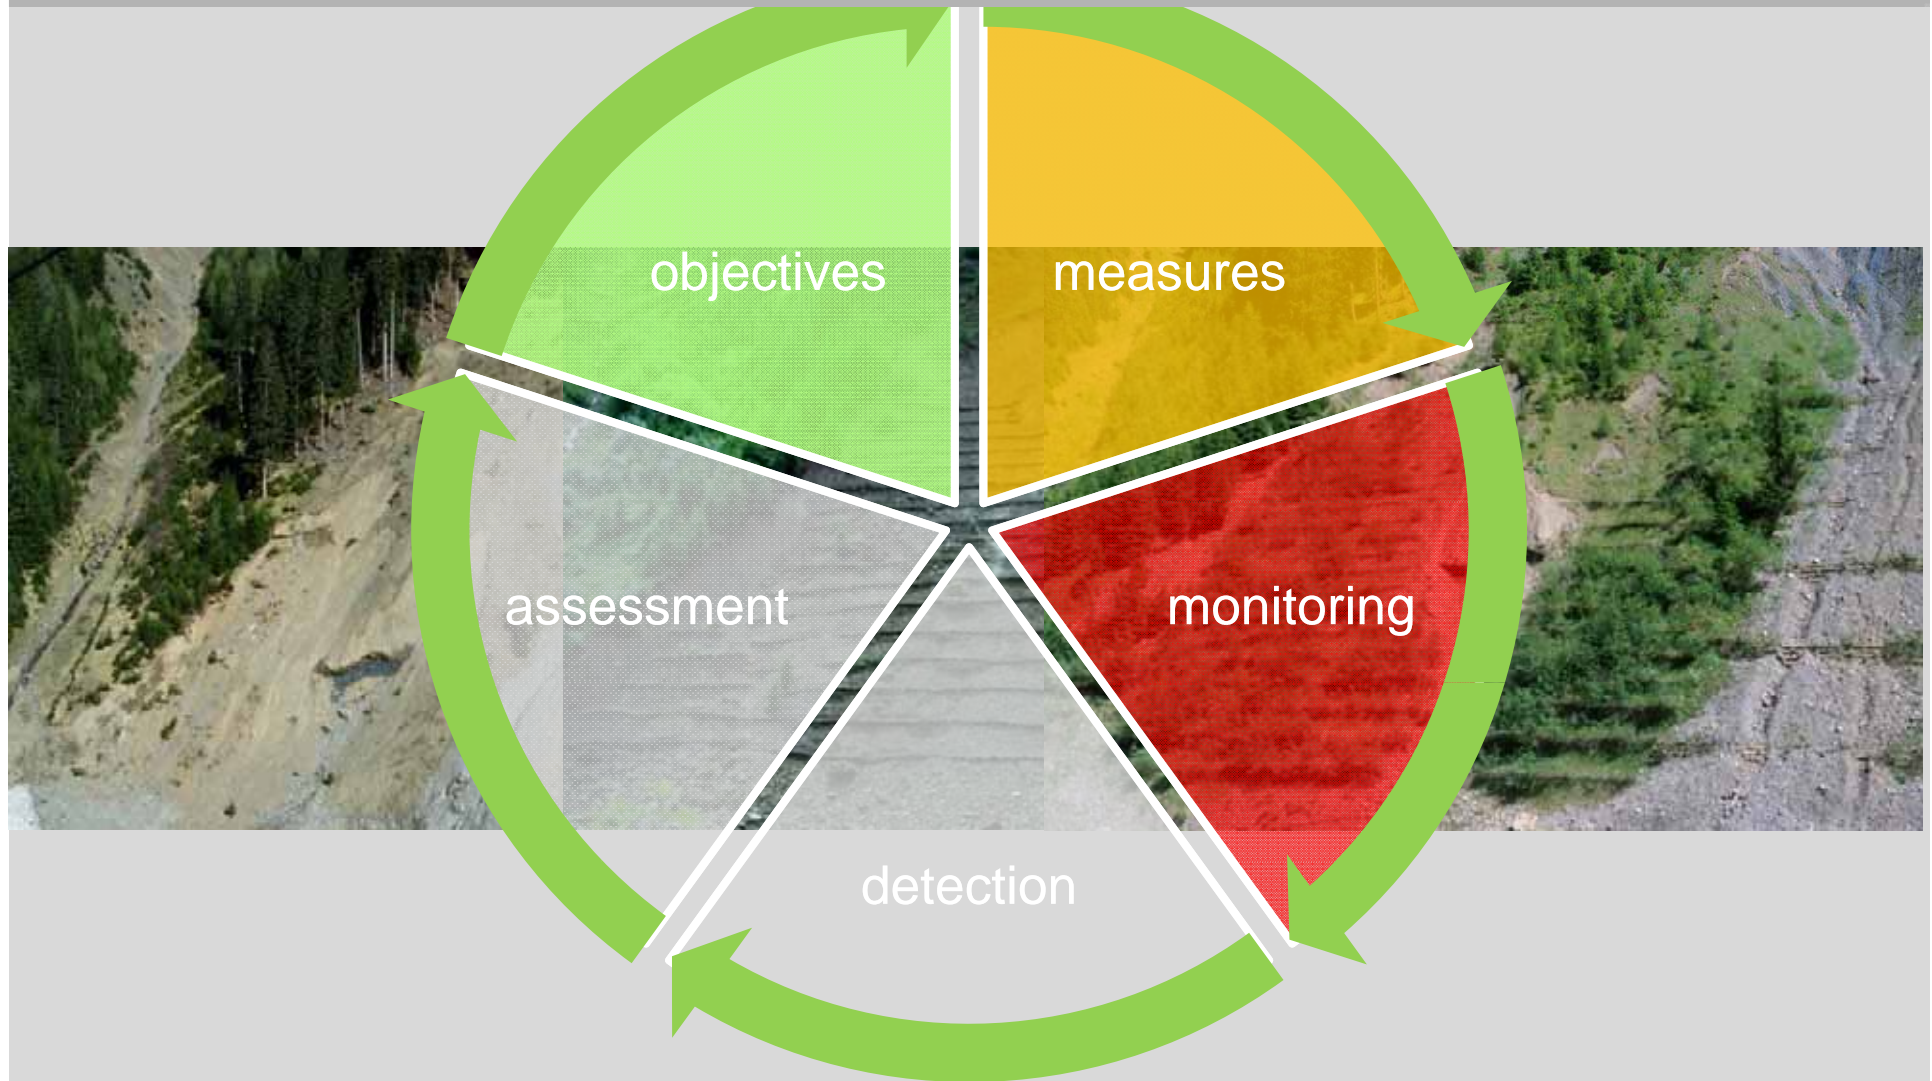 objectives
measures
assessment
monitoring
detection